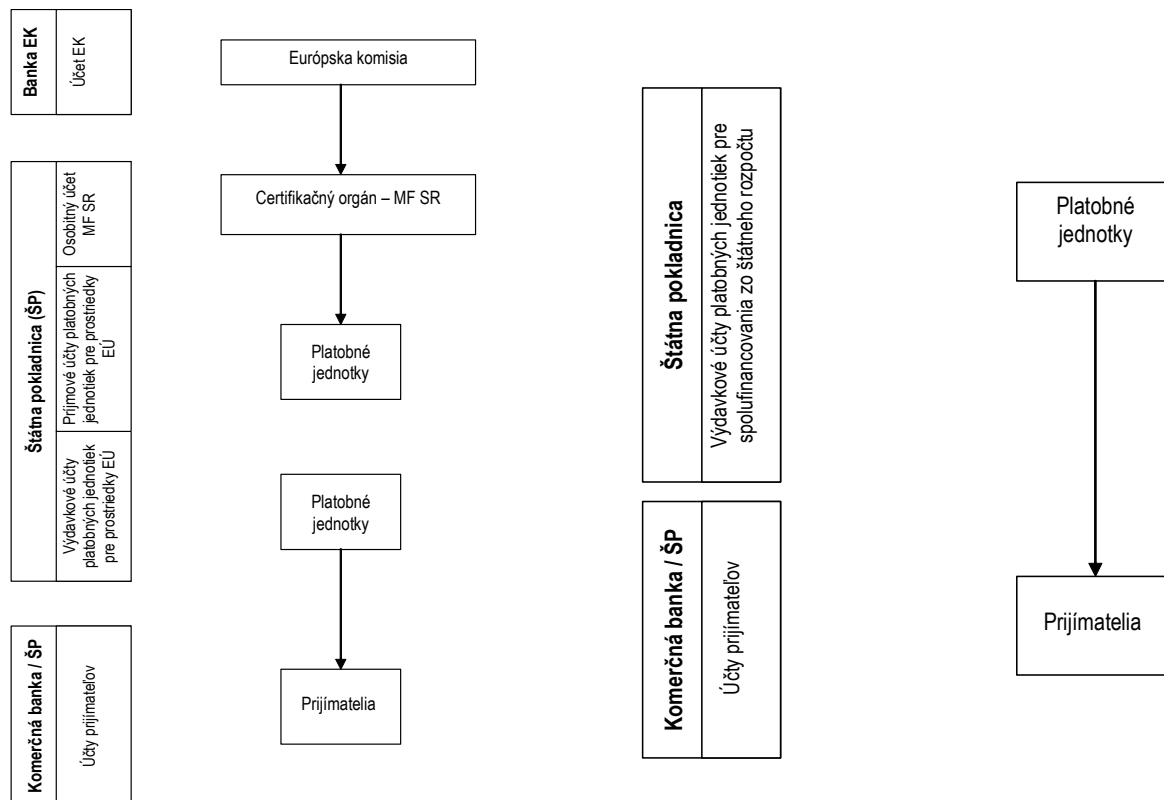 Banka EK
Účet EK
Európska komisia
Štátna pokladnica (ŠP)
Osobitný účet
MF SR
Certifikačný orgán – MF SR
Príjmové účty platobných
jednotiek pre prostriedky
EÚ
Platobné
jednotky
Výdavkové účty
platobných jednotiek
pre prostriedky EÚ
Platobné
jednotky
Komerčná banka / ŠP
Účty prijímateľov
Prijímatelia
Štátna pokladnica
Výdavkové účty platobných jednotiek pre
spolufinancovania zo štátneho rozpočtu
Platobné
jednotky
Komerčná banka / ŠP
Účty prijímateľov
Prijímatelia